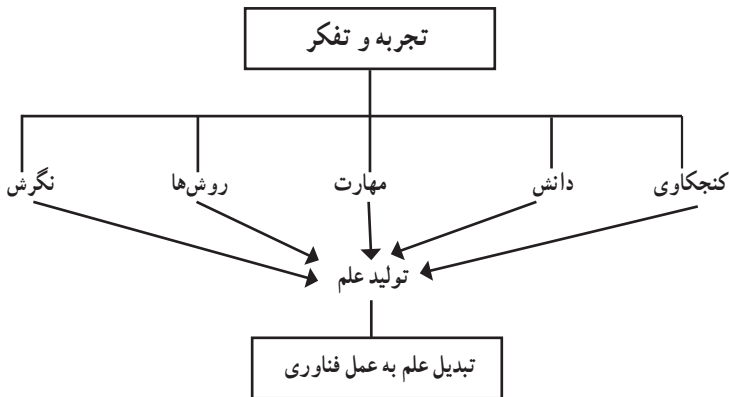 تجربه و تفکر
کنجکاوی دانش مهارت روش‌ها نگرش
تولید علم
تبدیل علم به عمل فناوری